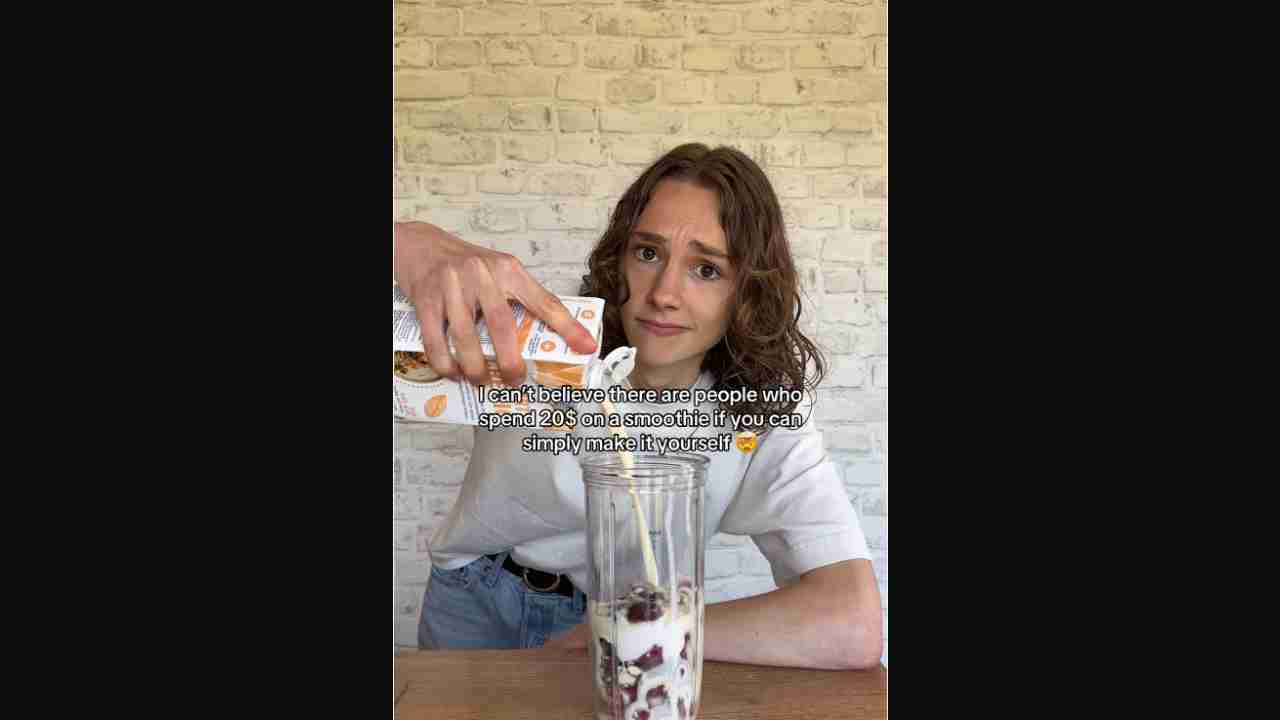 I can't believe there are people who
spend 20$ on a smoothie if you can
simply make it yourself 🤯